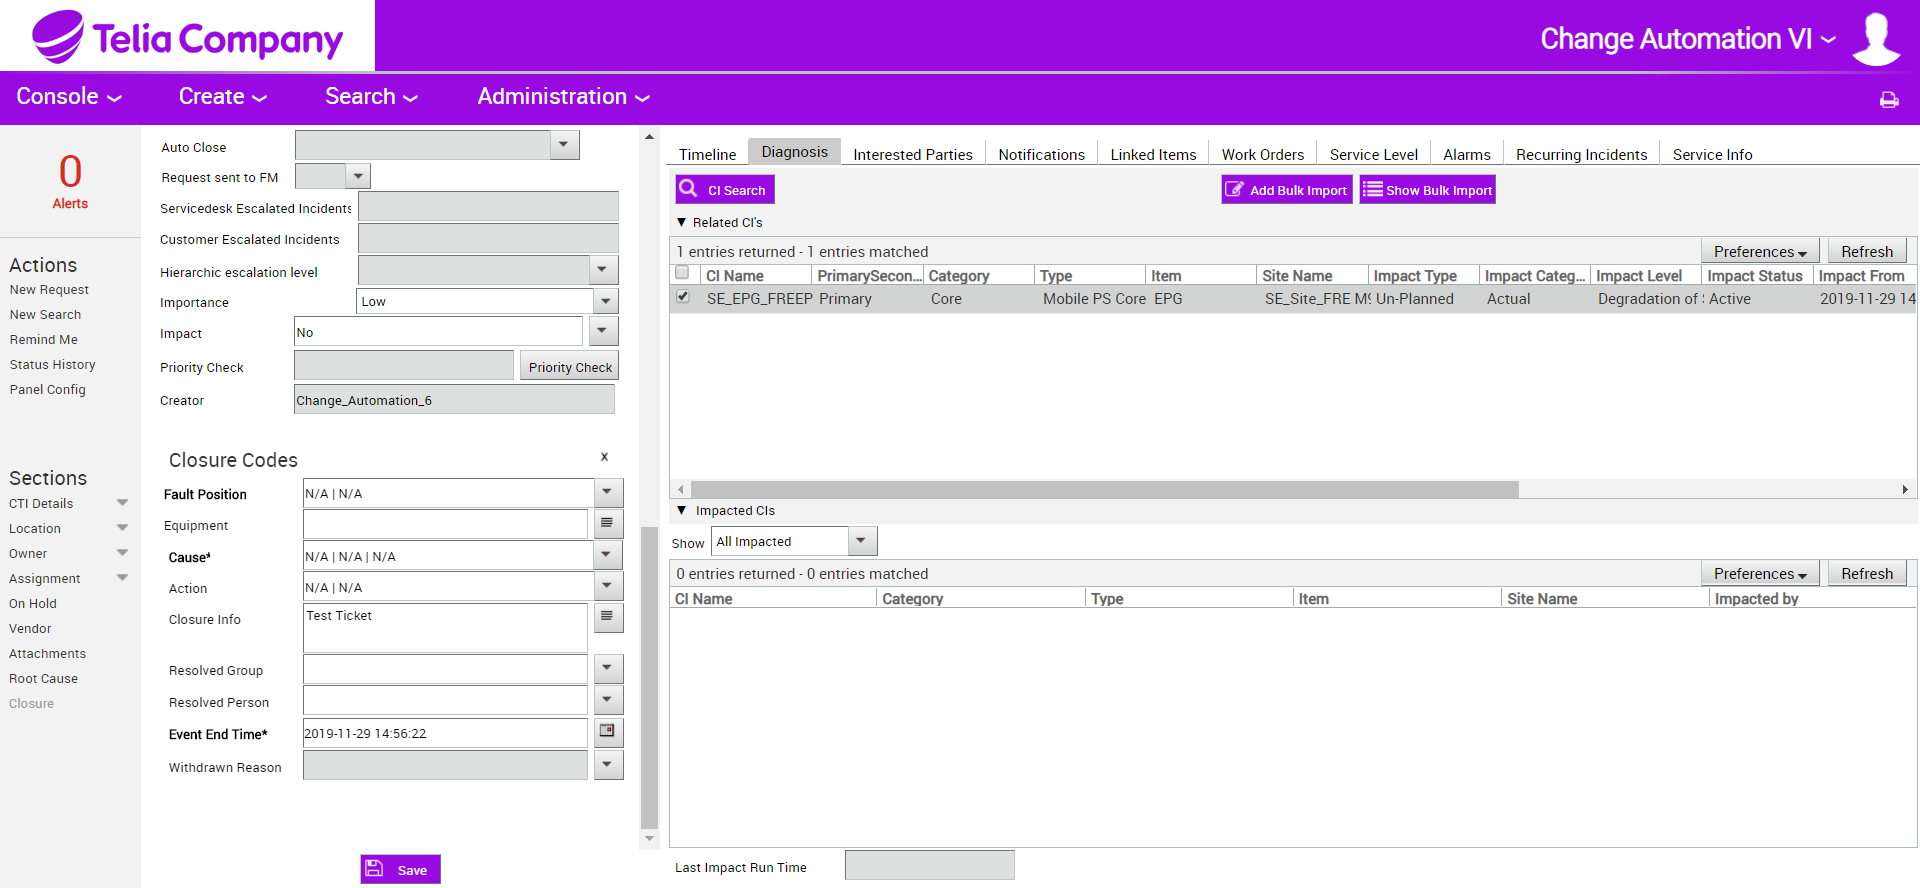 Telia Company
Change Automation VI
Console
Create
Search
Administration
0
Alerts
Actions
New Request
New Search
Remind Me
Status History
Panel Config
Sections
CTI Details
Location
Owner
Assignment
On Hold
Vendor
Attachments
Root Cause
Closure
Auto Close
Request sent to FM
Servicedesk Escalated Incidents
Customer Escalated Incidents
Hierarchic escalation level
Importance Low
Impact No
Priority Check Priority Check
Creator Change_Automation_6
Closure Codes x
Fault Position N/A | N/A
Equipment
Cause* N/A | N/A | N/A
Action N/A | N/A
Closure Info Test Ticket
Resolved Group
Resolved Person
Event End Time* 2019-11-29 14:56:22
Withdrawn Reason
Save
Timeline Diagnosis Interested Parties Notifications Linked Items Work Orders Service Level Alarms Recurring Incidents Service Info
CI Search Add Bulk Import Show Bulk Import
Related CI's
1 entries returned - 1 entries matched Preferences Refresh
CI Name PrimarySecon... Category Type Item Site Name Impact Type Impact Categ... Impact Level Impact Status Impact From
SE_EPG_FREEP Primary Core Mobile PS Core EPG SE_Site_FRE M9 Un-Planned Actual Degradation of Active 2019-11-29 14
Impacted CIs
Show All Impacted
0 entries returned - 0 entries matched Preferences Refresh
CI Name Category Type Item Site Name Impacted by
Last Impact Run Time